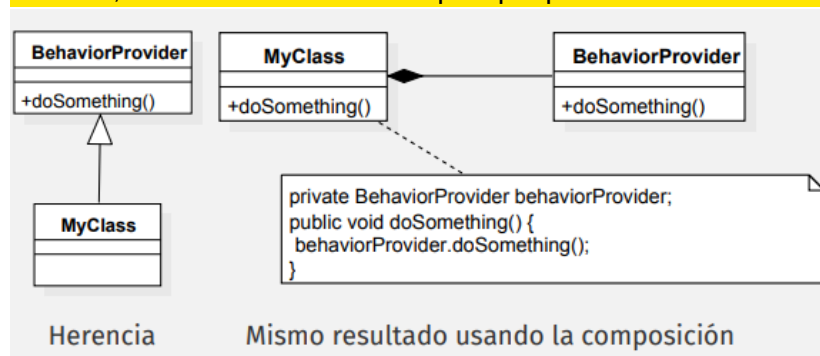 BehaviorProvider
+doSomething()
MyClass
Herencia
MyClass
+doSomething()
BehaviorProvider
+doSomething()
private BehaviorProvider behaviorProvider;
public void doSomething() {
behaviorProvider.doSomething();
}
Mismo resultado usando la composición